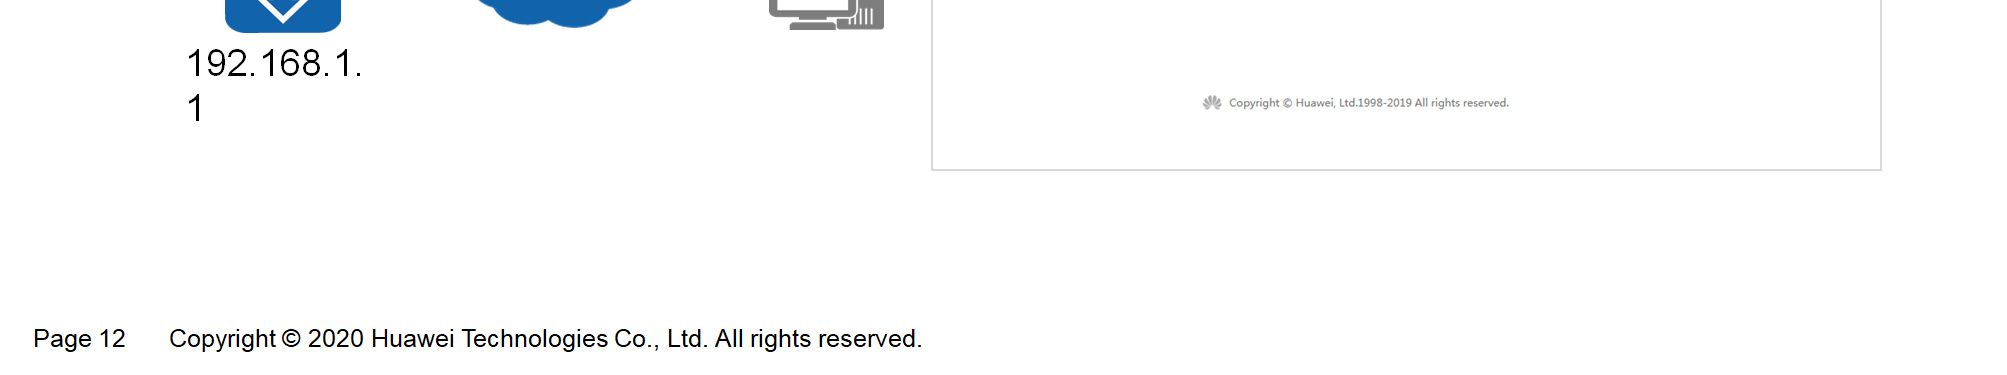 192.168.1.
1
Copyright © Huawei, Ltd.1998-2019 All rights reserved.
Page 12 Copyright © 2020 Huawei Technologies Co., Ltd. All rights reserved.